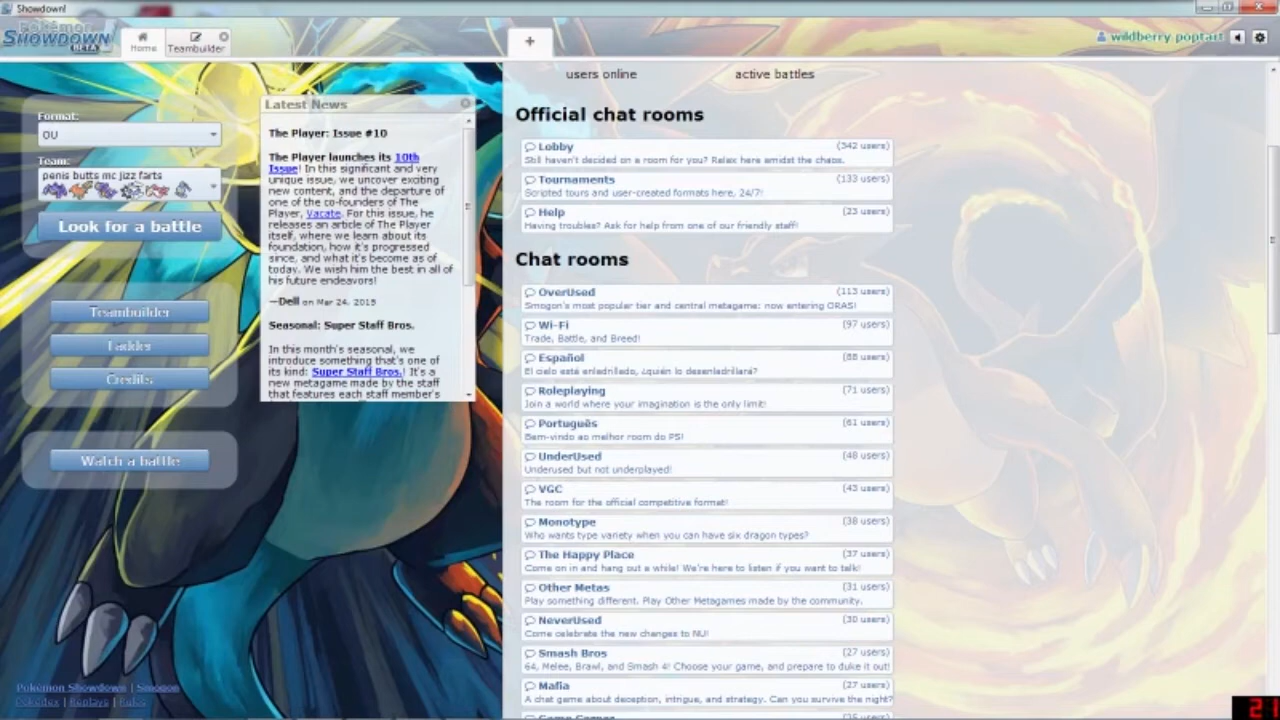 Showdown!
Pokémon
SHOWDOWN
BETA
Home
Teambuilder
+
wildberry poptart
Format:
OU
Team:
penis butts mc jizz farts
Look for a battle
Teambuilder
Ladder
Credits
Watch a battle
Pokémon Showdown | Smogon
Pokédex | Replays | Rules
Latest News
The Player: Issue #10
The Player launches its 10th
Issue! In this significant and very
unique issue, we uncover exciting
new content, and the departure of
one of the co-founders of The
Player, Vacate. For this issue, he
releases an article of The Player
itself, where we learn about its
foundation, how it's progressed
since, and what it's become as of
today. We wish him the best in all of
his future endeavors!
—Dell on Mar 24, 2015
Seasonal: Super Staff Bros.
In this month's seasonal, we
introduce something that's one of
its kind: Super Staff Bros.! It's a
new metagame made by the staff
that features each staff member's
users online
active battles
Official chat rooms
Lobby (342 users)
Still haven't decided on a room for you? Relax here amidst the chaos.
Tournaments (133 users)
Scripted tours and user-created formats here, 24/7!
Help (23 users)
Having troubles? Ask for help from one of our friendly staff!
Chat rooms
OverUsed (113 users)
Smogon's most popular tier and central metagame: now entering ORAS!
Wi-Fi (97 users)
Trade, Battle, and Breed!
Español (88 users)
El cielo está enladrillado, ¿quién lo desenladrillará?
Roleplaying (71 users)
Join a world where your imagination is the only limit!
Português (61 users)
Bem-vindo ao melhor room do PS!
UnderUsed (48 users)
Underused but not underplayed!
VGC (43 users)
The room for the official competitive format!
Monotype (38 users)
Who wants type variety when you can have six dragon types?
The Happy Place (37 users)
Come on in and hang out a while! We're here to listen if you want to talk!
Other Metas (31 users)
Play something different. Play Other Metagames made by the community.
NeverUsed (30 users)
Come celebrate the new changes to NU!
Smash Bros (27 users)
64, Melee, Brawl, and Smash 4! Choose your game, and prepare to duke it out!
Mafia (27 users)
A chat game about deception, intrigue, and strategy. Can you survive the night?
Game Corner
21